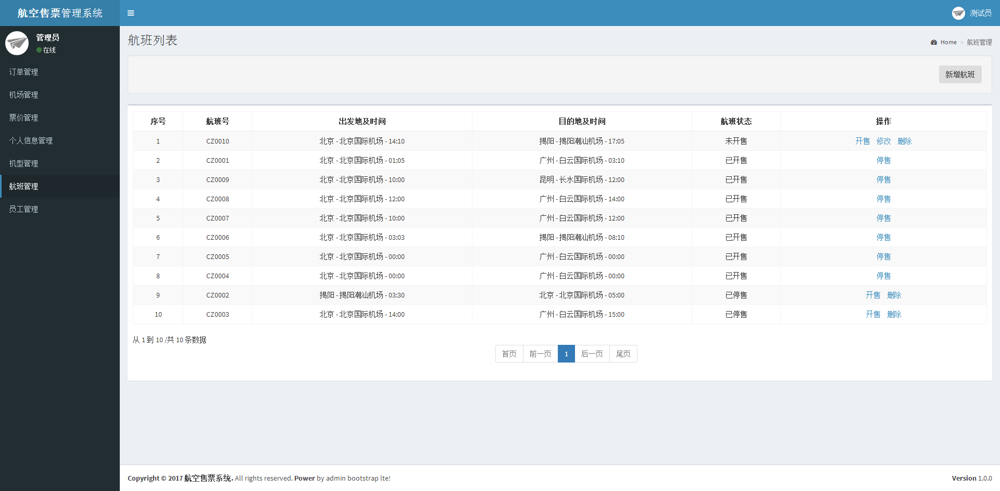 航空售票管理系统
测试员
管理员
在线
订单管理
机场管理
票价管理
个人信息管理
机型管理
航班管理
员工管理
航班列表
Home > 航班管理
新增航班
序号 航班号 出发地及时间 目的地及时间 航班状态 操作
1 CZ0010 北京 - 北京国际机场 - 14:10 揭阳 - 揭阳潮汕机场 - 17:05 未开售 开售 修改 删除
2 CZ0001 北京 - 北京国际机场 - 01:05 广州 - 白云国际机场 - 03:10 已开售 停售
3 CZ0009 北京 - 北京国际机场 - 10:00 昆明 - 长水国际机场 - 12:00 已开售 停售
4 CZ0008 北京 - 北京国际机场 - 12:00 广州 - 白云国际机场 - 14:00 已开售 停售
5 CZ0007 北京 - 北京国际机场 - 10:00 广州 - 白云国际机场 - 12:00 已开售 停售
6 CZ0006 北京 - 北京国际机场 - 03:03 揭阳 - 揭阳潮汕机场 - 08:10 已开售 停售
7 CZ0005 北京 - 北京国际机场 - 00:00 广州 - 白云国际机场 - 00:00 已开售 停售
8 CZ0004 北京 - 北京国际机场 - 00:00 广州 - 白云国际机场 - 00:00 已开售 停售
9 CZ0002 揭阳 - 揭阳潮汕机场 - 03:30 北京 - 北京国际机场 - 05:00 已停售 开售 删除
10 CZ0003 北京 - 北京国际机场 - 14:00 广州 - 白云国际机场 - 15:00 已停售 开售 删除
从 1 到 10 /共 10 条数据
首页 前一页 1 后一页 尾页
Copyright © 2017 航空售票系统. All rights reserved. Power by admin bootstrap lte!
Version 1.0.0